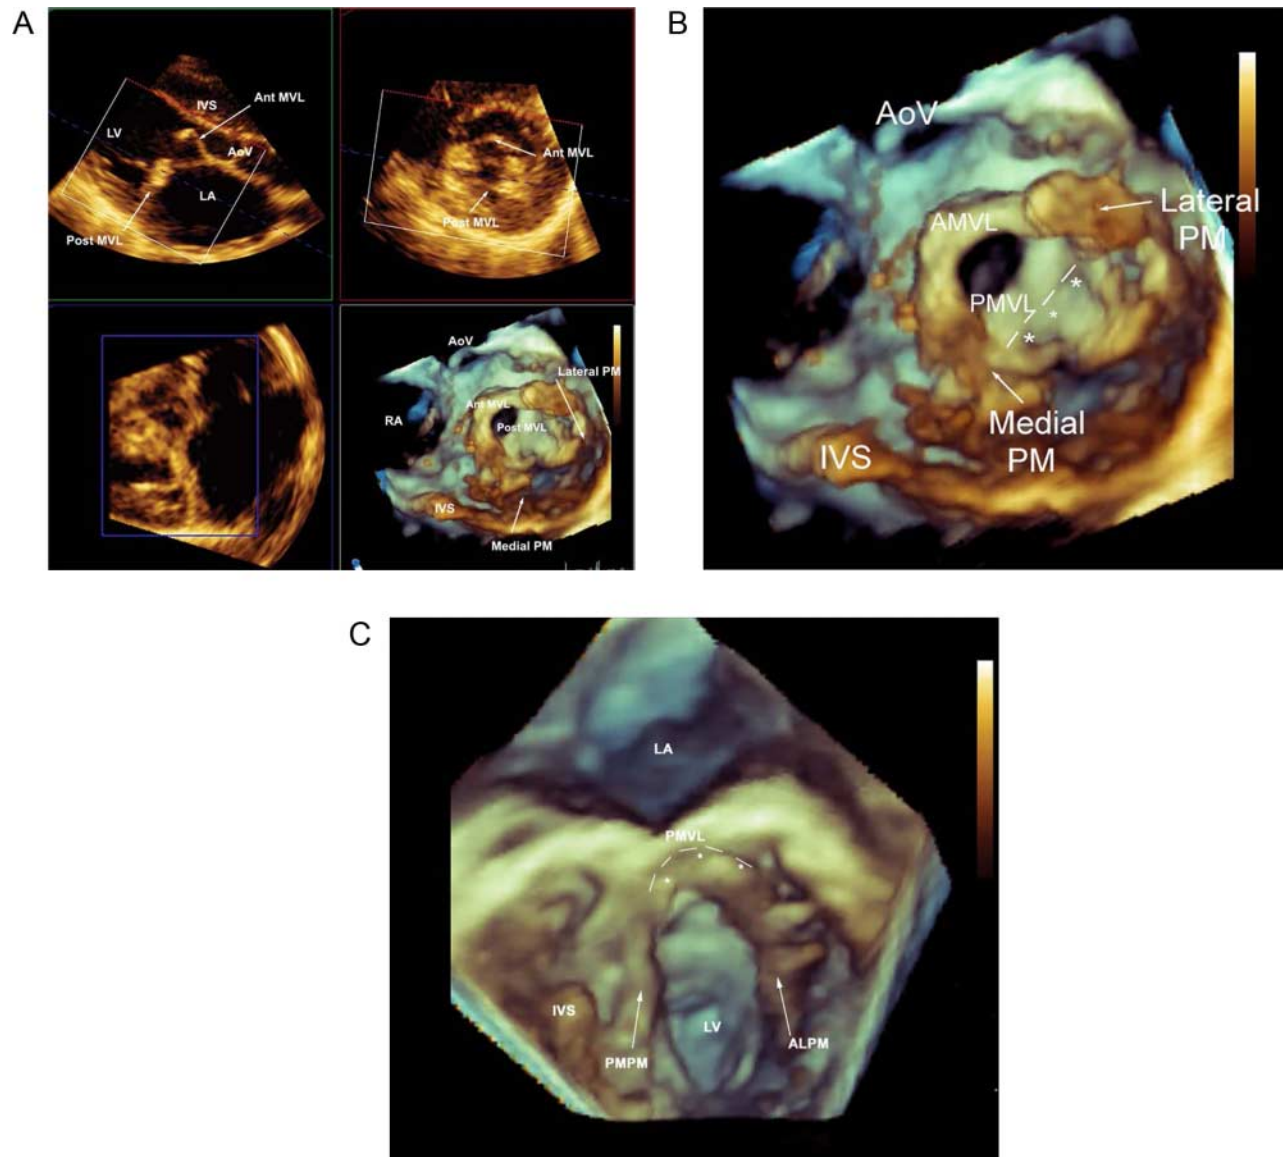 A
IVS
Ant MVL
LV
AoV
LA
Post MVL
Ant MVL
Post MVL
AoV
Lateral PM
Ant MVL
RA
Post MVL
IVS
Medial PM
B
AoV
AMVL
Lateral
PM
PMVL
*
*
*
Medial
PM
IVS
C
LA
PMVL
*
*
*
IVS
LV
PMPM
ALPM